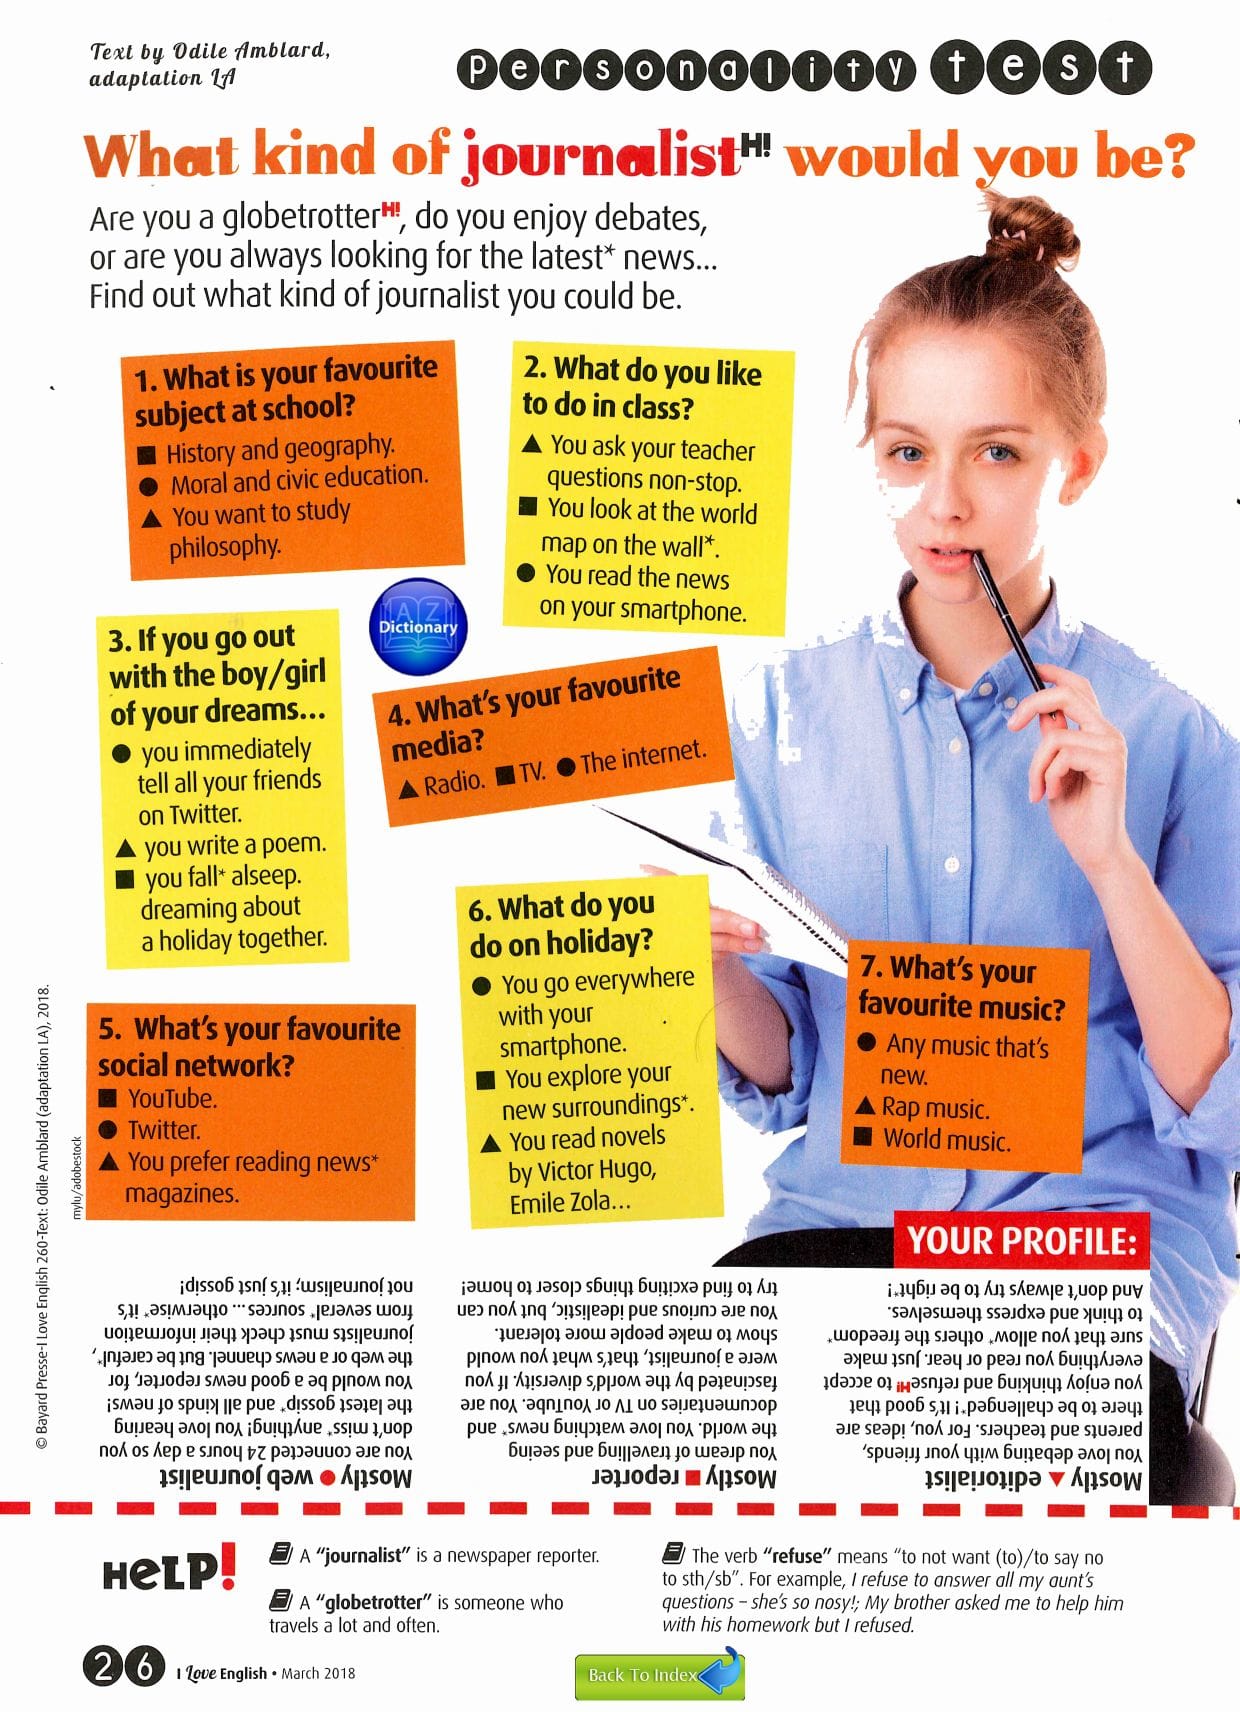 Text by Odile Amblard,
adaptation LA
personality test
What kind of journalist H! would you be?
Are you a globetrotter H!, do you enjoy debates,
or are you always looking for the latest* news...
Find out what kind of journalist you could be.
1. What is your favourite
subject at school?
■ History and geography.
● Moral and civic education.
▲ You want to study
philosophy.
2. What do you like
to do in class?
▲ You ask your teacher
questions non-stop.
■ You look at the world
map on the wall*.
● You read the news
on your smartphone.
A Z
Dictionary
3. If you go out
with the boy/girl
of your dreams...
● you immediately
tell all your friends
on Twitter.
▲ you write a poem.
■ you fall* alseep.
dreaming about
a holiday together.
4. What's your favourite
media?
▲ Radio. ■ TV. ● The internet.
5. What's your favourite
social network?
■ YouTube.
● Twitter.
▲ You prefer reading news*
magazines.
6. What do you
do on holiday?
● You go everywhere
with your
smartphone.
■ You explore your
new surroundings*.
▲ You read novels
by Victor Hugo,
Emile Zola...
7. What's your
favourite music?
● Any music that's
new.
▲ Rap music.
■ World music.
© Bayard Presse-I Love English 260-Text: Odile Amblard (adaptation LA), 2018.
mylu/adobestock
YOUR PROFILE:
Mostly ▲ editorialist
You love debating with your friends,
parents and teachers. For you, ideas are
there to be challenged*! It's good that
you enjoy thinking and refuse H! to accept
everything you read or hear. Just make
sure that you allow* others the freedom*
to think and express themselves.
And don't always try to be right*!
Mostly ■ reporter
You dream of travelling and seeing
the world. You love watching news* and
documentaries on TV or YouTube. You are
fascinated by the world's diversity. If you
were a journalist, that's what you would
show to make people more tolerant.
You are curious and idealistic, but you can
try to find exciting things closer to home!
Mostly ● web journalist
You are connected 24 hours a day so you
don't miss* anything! You love hearing
the latest gossip* and all kinds of news!
You would be a good news reporter, for
the web or a news channel. But be careful*,
journalists must check their information
from several* sources... otherwise* it's
not journalism; it's just gossip!
HELP!
A "journalist" is a newspaper reporter.
A "globetrotter" is someone who
travels a lot and often.
The verb "refuse" means "to not want (to)/to say no
to sth/sb". For example, I refuse to answer all my aunt's
questions – she's so nosy!; My brother asked me to help him
with his homework but I refused.
26 I Love English • March 2018
Back To Index